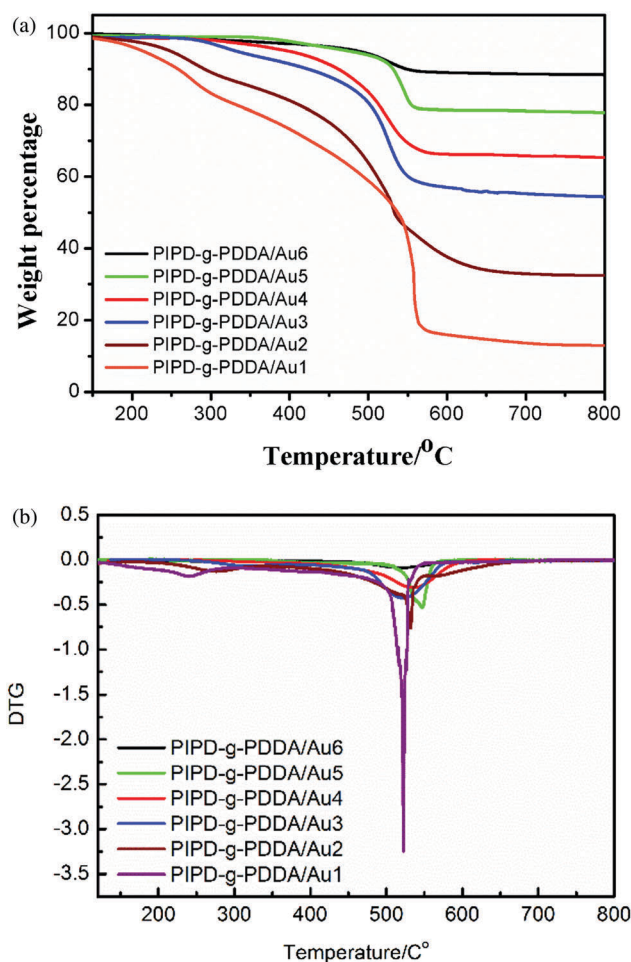 (a)
100
80
60
40
20
0
Weight percentage
PIPD-g-PDDA/Au6
PIPD-g-PDDA/Au5
PIPD-g-PDDA/Au4
PIPD-g-PDDA/Au3
PIPD-g-PDDA/Au2
PIPD-g-PDDA/Au1
200 300 400 500 600 700 800
Temperature/⁰C
(b)
0.5
0.0
-0.5
-1.0
-1.5
-2.0
-2.5
-3.0
-3.5
DTG
PIPD-g-PDDA/Au6
PIPD-g-PDDA/Au5
PIPD-g-PDDA/Au4
PIPD-g-PDDA/Au3
PIPD-g-PDDA/Au2
PIPD-g-PDDA/Au1
200 300 400 500 600 700 800
Temperature/C°